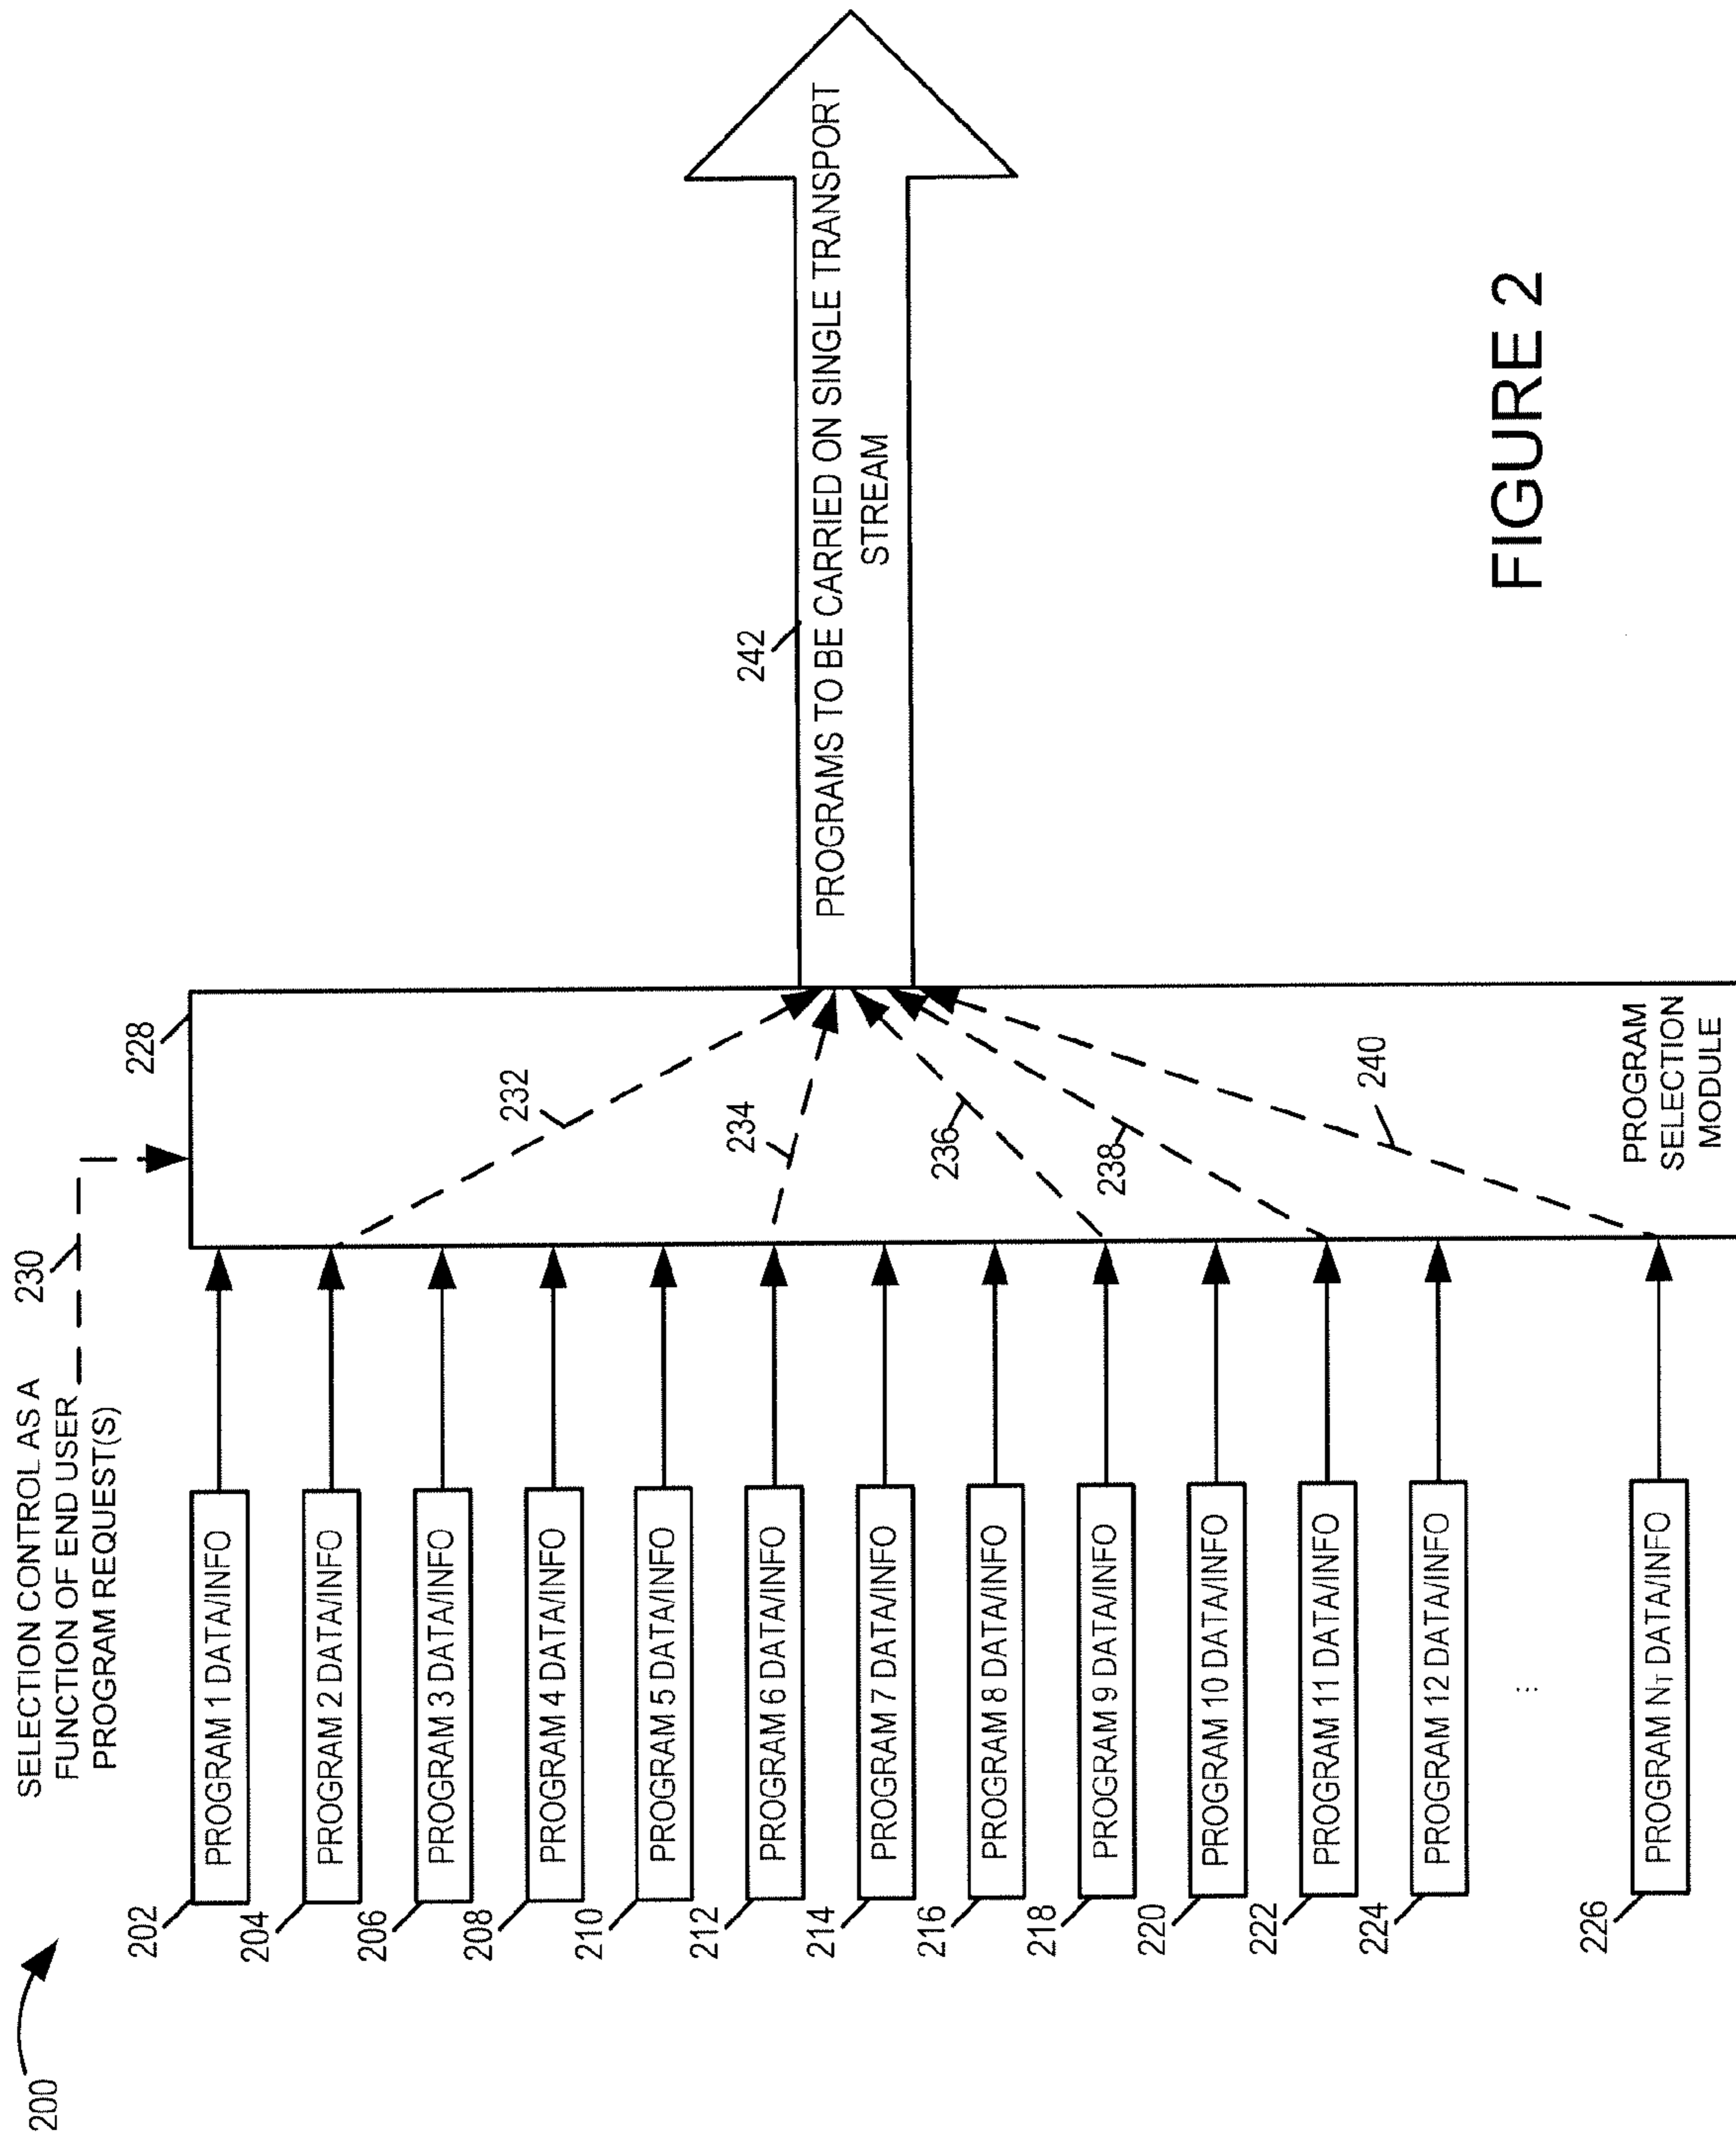 200
SELECTION CONTROL AS A
FUNCTION OF END USER
PROGRAM REQUEST(S)
230
228
202
PROGRAM 1 DATA/INFO
204
PROGRAM 2 DATA/INFO
206
PROGRAM 3 DATA/INFO
208
PROGRAM 4 DATA/INFO
210
PROGRAM 5 DATA/INFO
212
PROGRAM 6 DATA/INFO
214
PROGRAM 7 DATA/INFO
216
PROGRAM 8 DATA/INFO
218
PROGRAM 9 DATA/INFO
220
PROGRAM 10 DATA/INFO
222
PROGRAM 11 DATA/INFO
224
PROGRAM 12 DATA/INFO
...
226
PROGRAM N_T DATA/INFO
232
234
236
238
240
PROGRAM
SELECTION
MODULE
242
PROGRAMS TO BE CARRIED ON SINGLE TRANSPORT
STREAM
FIGURE 2